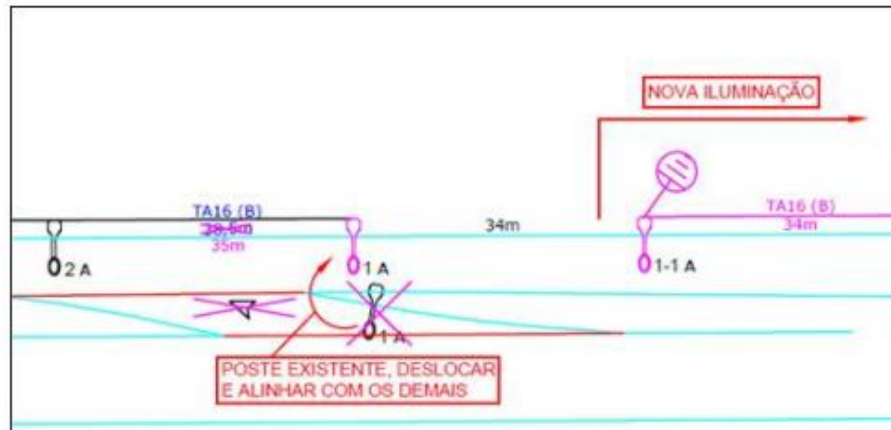 NOVA ILUMINAÇÃO
TA16 (B)
35m
34m
TA16 (B)
34m
2 A
1 A
1-1 A
1 A
POSTE EXISTENTE, DESLOCAR
E ALINHAR COM OS DEMAIS